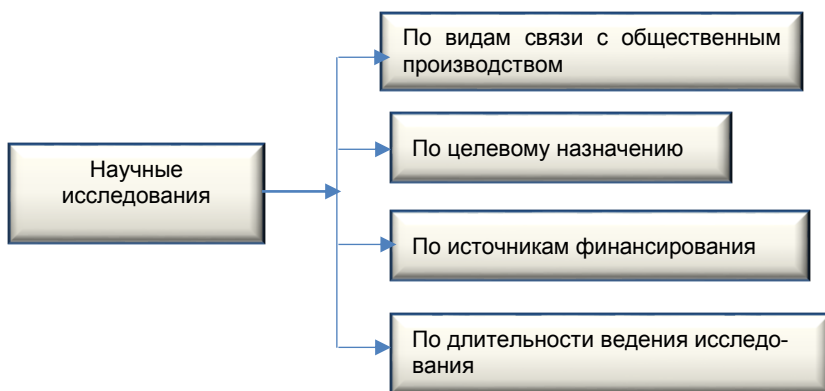 По видам связи с общественным
производством
По целевому назначению
Научные
исследования
По источникам финансирования
По длительности ведения исследо-
вания